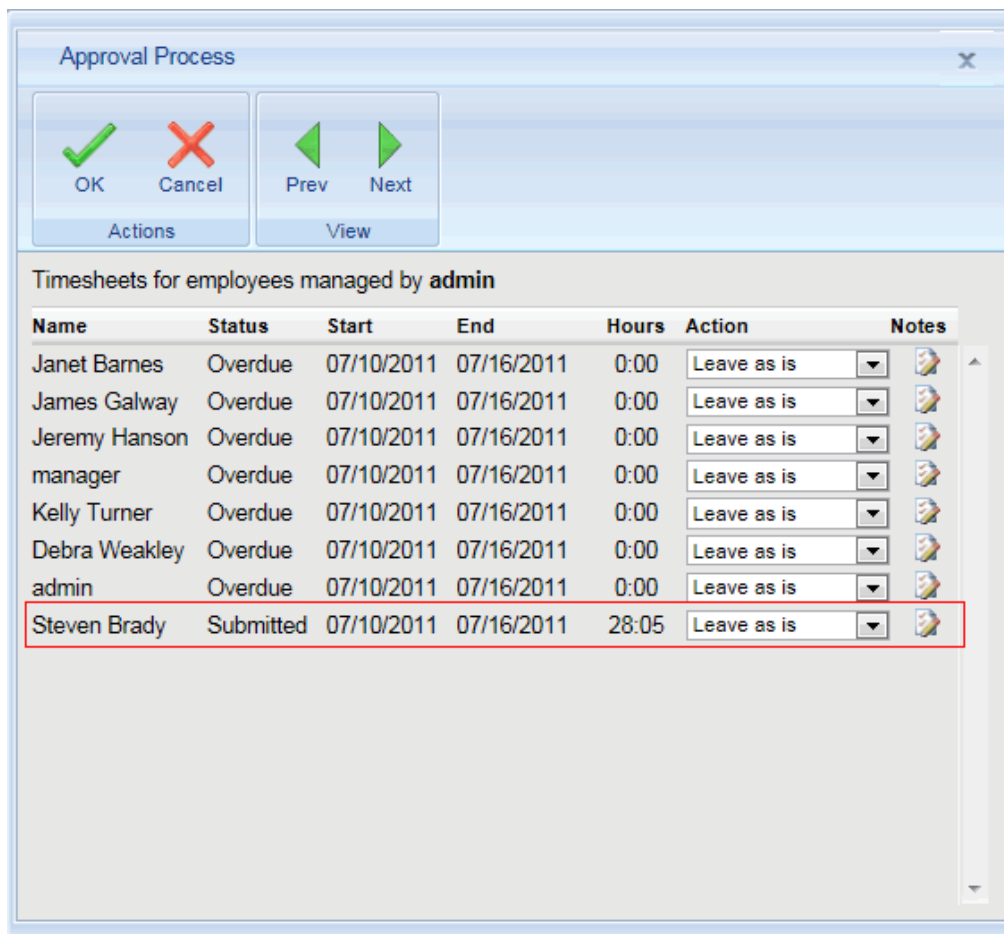 Approval Process
OK Cancel Prev Next
Actions View
Timesheets for employees managed by admin
Name Status Start End Hours Action Notes
Janet Barnes Overdue 07/10/2011 07/16/2011 0:00 Leave as is
James Galway Overdue 07/10/2011 07/16/2011 0:00 Leave as is
Jeremy Hanson Overdue 07/10/2011 07/16/2011 0:00 Leave as is
manager Overdue 07/10/2011 07/16/2011 0:00 Leave as is
Kelly Turner Overdue 07/10/2011 07/16/2011 0:00 Leave as is
Debra Weakley Overdue 07/10/2011 07/16/2011 0:00 Leave as is
admin Overdue 07/10/2011 07/16/2011 0:00 Leave as is
Steven Brady Submitted 07/10/2011 07/16/2011 28:05 Leave as is